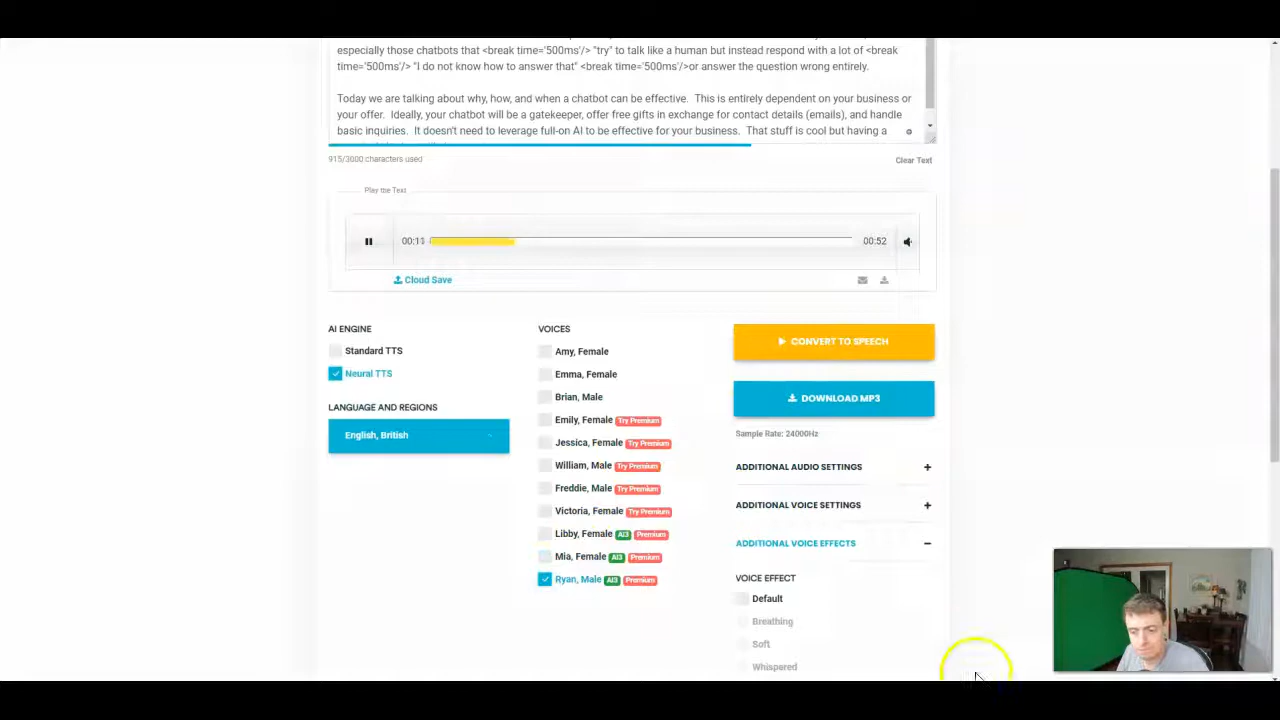 especially those chatbots that <break time='500ms'/> "try" to talk like a human but instead respond with a lot of <break
time='500ms'/> "I do not know how to answer that" <break time='500ms'/>or answer the question wrong entirely.
Today we are talking about why, how, and when a chatbot can be effective.  This is entirely dependent on your business or
your offer.  Ideally, your chatbot will be a gatekeeper, offer free gifts in exchange for contact details (emails), and handle
basic inquiries.  It doesn't need to leverage full-on AI to be effective for your business.  That stuff is cool but having a
915/3000 characters used
Clear Text
Play the Text
00:11
00:52
Cloud Save
AI ENGINE
Standard TTS
Neural TTS
LANGUAGE AND REGIONS
English, British
VOICES
Amy, Female
Emma, Female
Brian, Male
Emily, Female Try Premium
Jessica, Female Try Premium
William, Male Try Premium
Freddie, Male Try Premium
Victoria, Female Try Premium
Libby, Female AI3 Premium
Mia, Female AI3 Premium
Ryan, Male AI3 Premium
CONVERT TO SPEECH
DOWNLOAD MP3
Sample Rate: 24000Hz
ADDITIONAL AUDIO SETTINGS +
ADDITIONAL VOICE SETTINGS +
ADDITIONAL VOICE EFFECTS −
VOICE EFFECT
Default
Breathing
Soft
Whispered